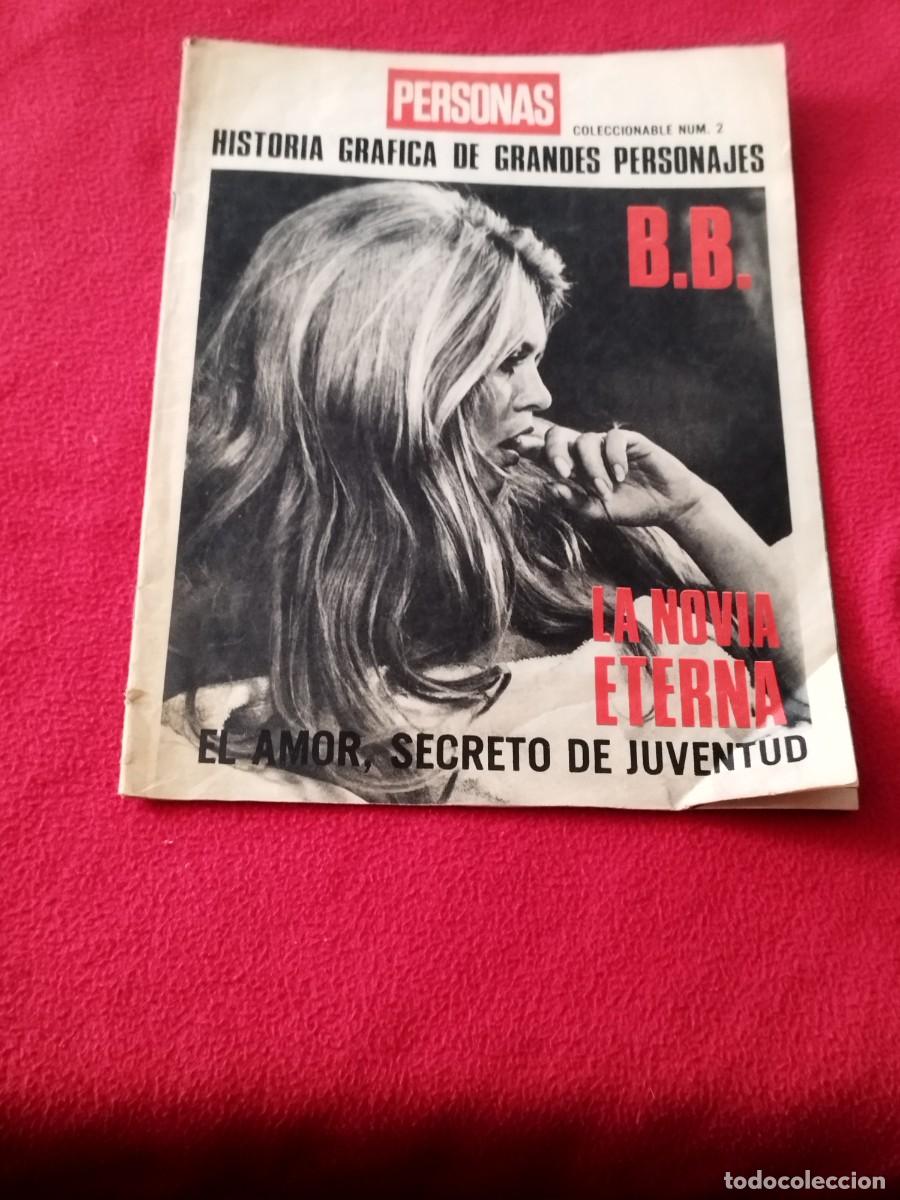 PERSONAS
COLECCIONABLE NUM. 2
HISTORIA GRAFICA DE GRANDES PERSONAJES
B.B.
LA NOVIA
ETERNA
EL AMOR, SECRETO DE JUVENTUD
todocoleccion